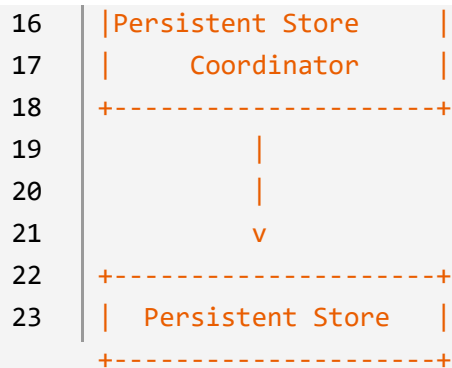 16 |Persistent Store     |
17 |     Coordinator     |
18 +---------------------+
19           |
20           |
21           v
22 +---------------------+
23 |  Persistent Store   |
+---------------------+